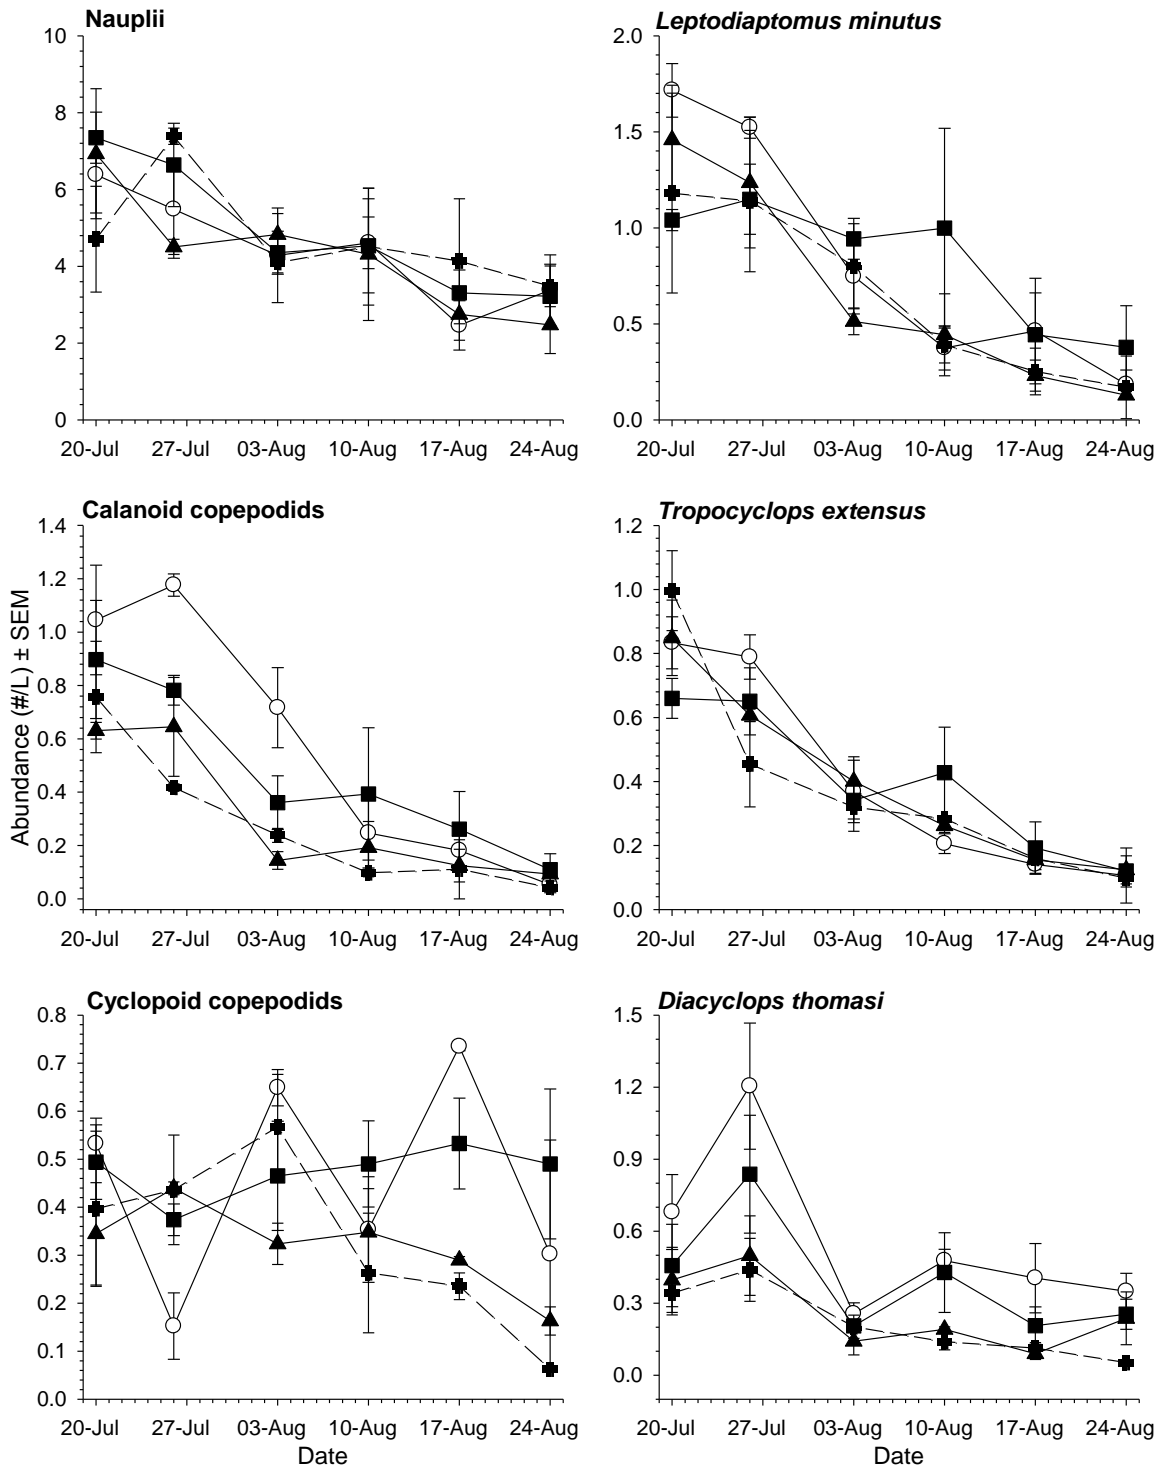 Nauplii
10
8
6
4
2
0
20-Jul 27-Jul 03-Aug 10-Aug 17-Aug 24-Aug
Leptodiaptomus minutus
2.0
1.5
1.0
0.5
0.0
20-Jul 27-Jul 03-Aug 10-Aug 17-Aug 24-Aug
Calanoid copepodids
Abundance (#/L) ± SEM
1.4
1.2
1.0
0.8
0.6
0.4
0.2
0.0
20-Jul 27-Jul 03-Aug 10-Aug 17-Aug 24-Aug
Tropocyclops extensus
1.2
1.0
0.8
0.6
0.4
0.2
0.0
20-Jul 27-Jul 03-Aug 10-Aug 17-Aug 24-Aug
Cyclopoid copepodids
0.8
0.7
0.6
0.5
0.4
0.3
0.2
0.1
0.0
20-Jul 27-Jul 03-Aug 10-Aug 17-Aug 24-Aug
Date
Diacyclops thomasi
1.5
1.2
0.9
0.6
0.3
0.0
20-Jul 27-Jul 03-Aug 10-Aug 17-Aug 24-Aug
Date